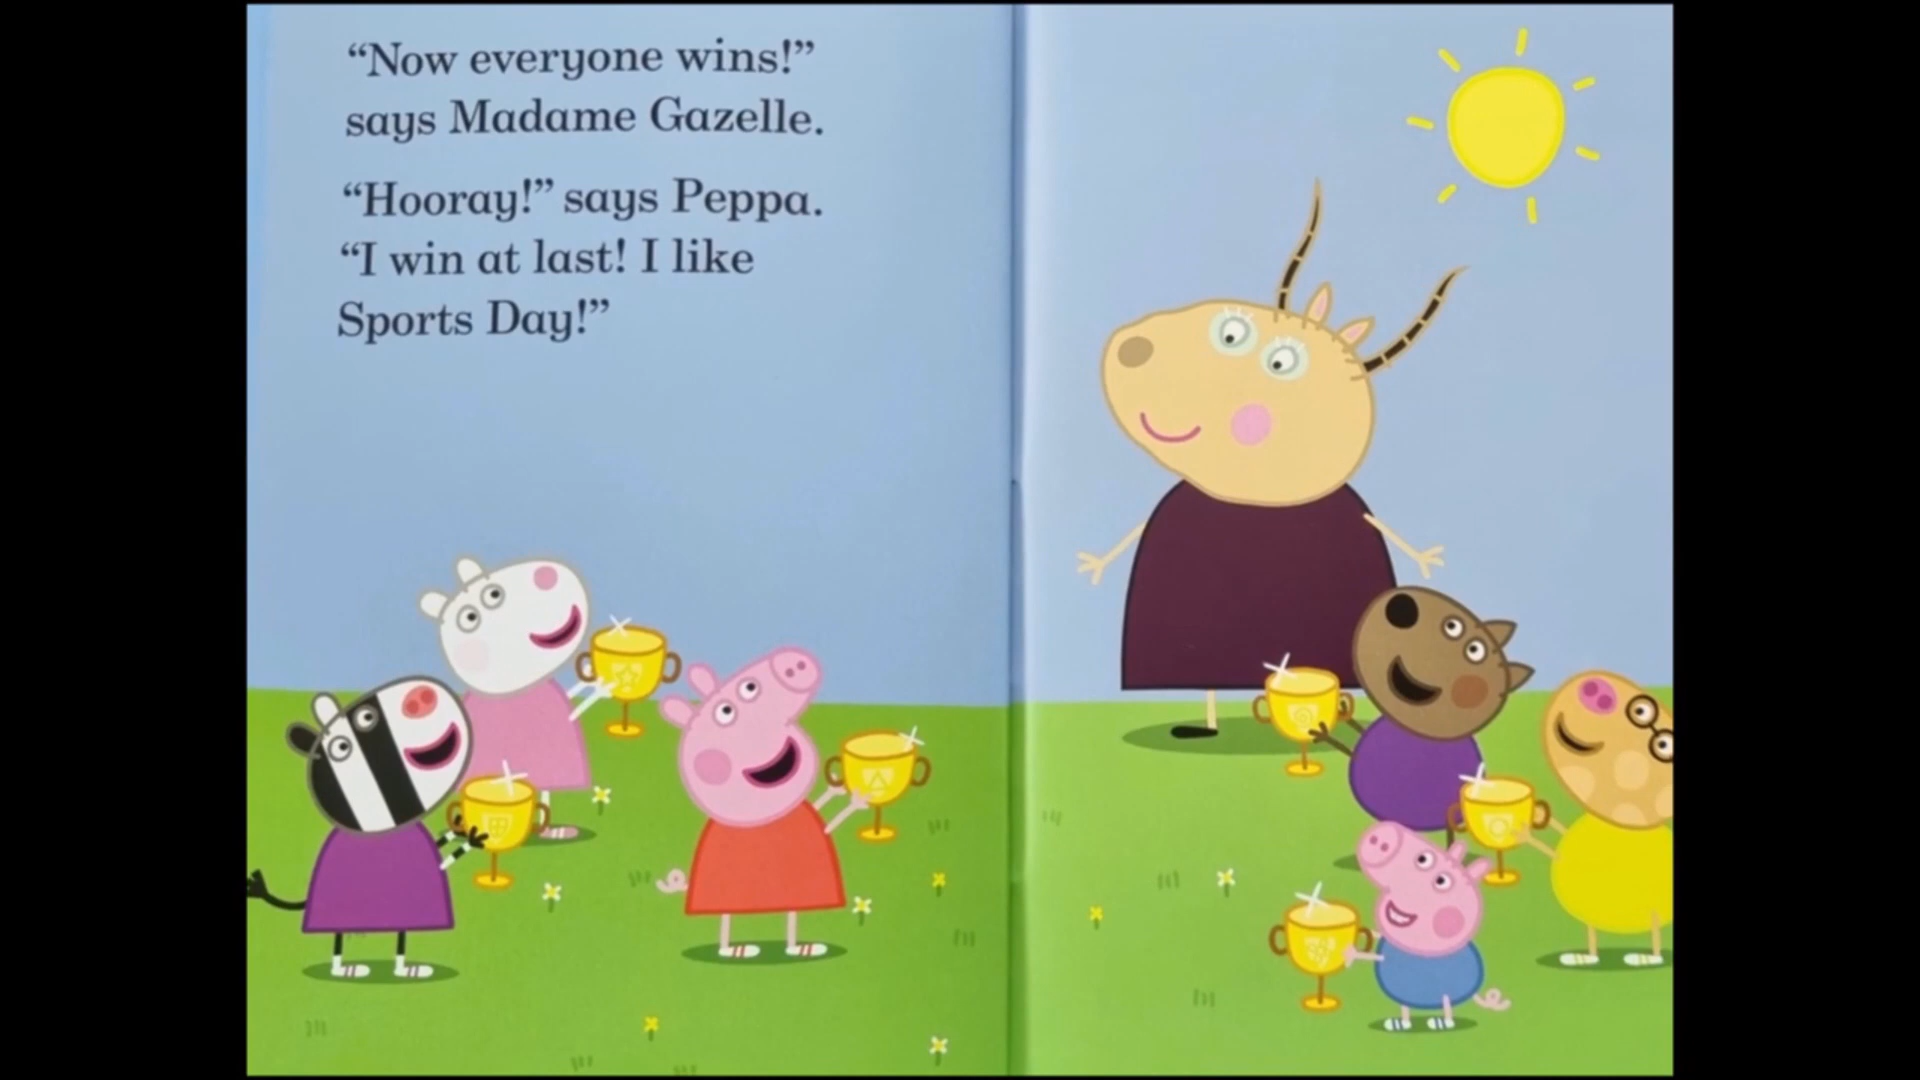 “Now everyone wins!”
says Madame Gazelle.
“Hooray!” says Peppa.
“I win at last! I like
Sports Day!”